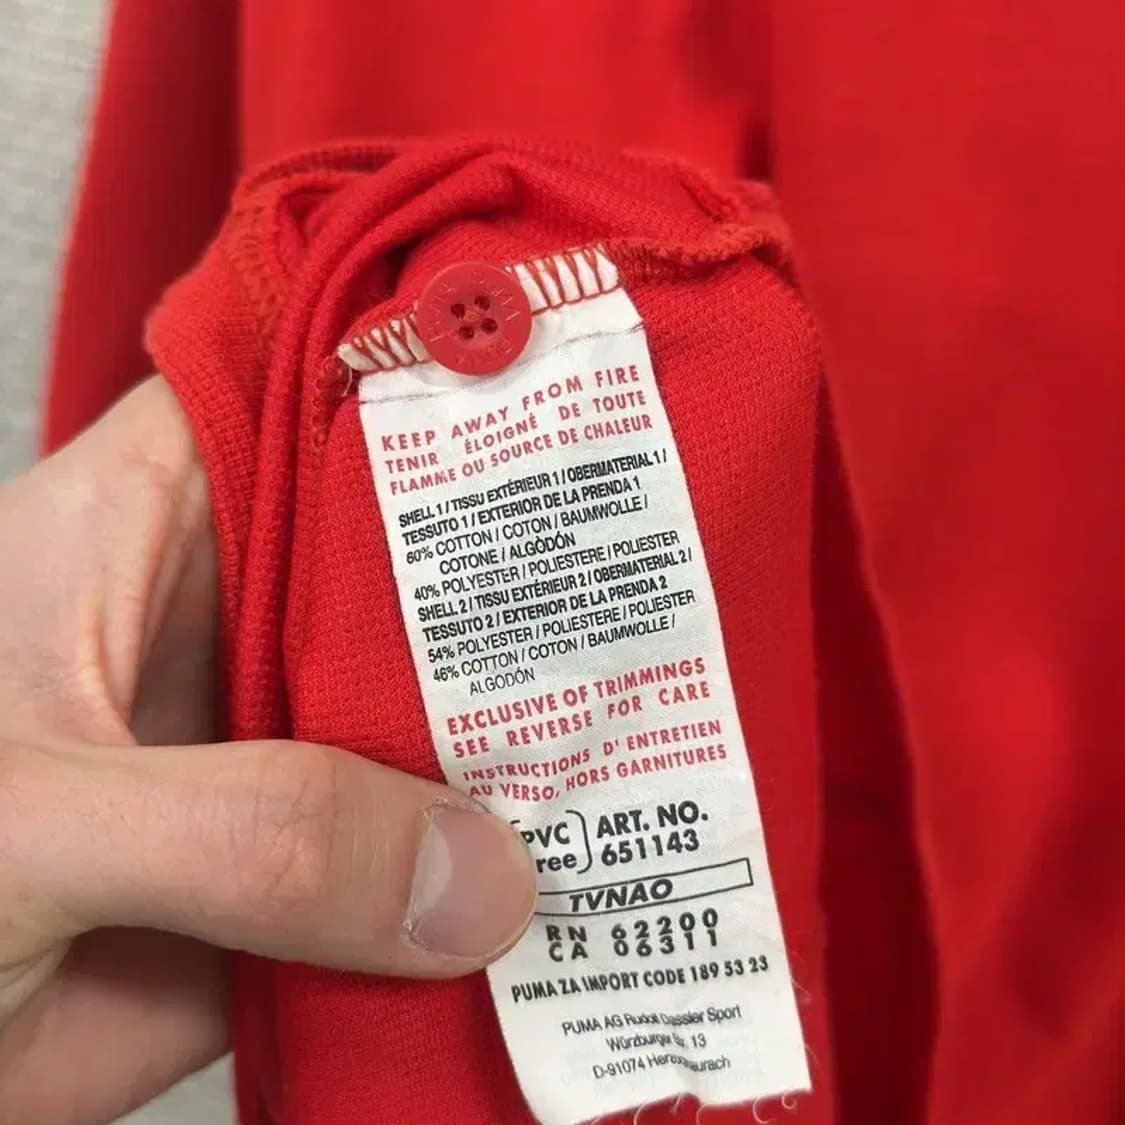 KEEP AWAY FROM FIRE
TENIR ÉLOIGNÉ DE TOUTE
FLAMME OU SOURCE DE CHALEUR
SHELL 1 / TISSU EXTÉRIEUR 1 / OBERMATERIAL 1 /
TESSUTO 1 / EXTERIOR DE LA PRENDA 1
60% COTTON / COTON / BAUMWOLLE /
COTONE / ALGÒDÓN
40% POLYESTER / POLIESTERE / POLIESTER
SHELL 2 / TISSU EXTÉRIEUR 2 / OBERMATERIAL 2 /
TESSUTO 2 / EXTERIOR DE LA PRENDA 2
54% POLYESTER / POLIESTERE / POLIESTER
46% COTTON / COTON / BAUMWOLLE /
ALGODÓN
EXCLUSIVE OF TRIMMINGS
SEE REVERSE FOR CARE
INSTRUCTIONS D' ENTRETIEN
AU VERSO, HORS GARNITURES
PVC ART. NO.
ree 651143
TVNAO
RN 62200
CA 06311
PUMA ZA IMPORT CODE 189 53 23
PUMA AG Rudolf Dassler Sport
Würzburger 13
D-91074 Herzogenaurach